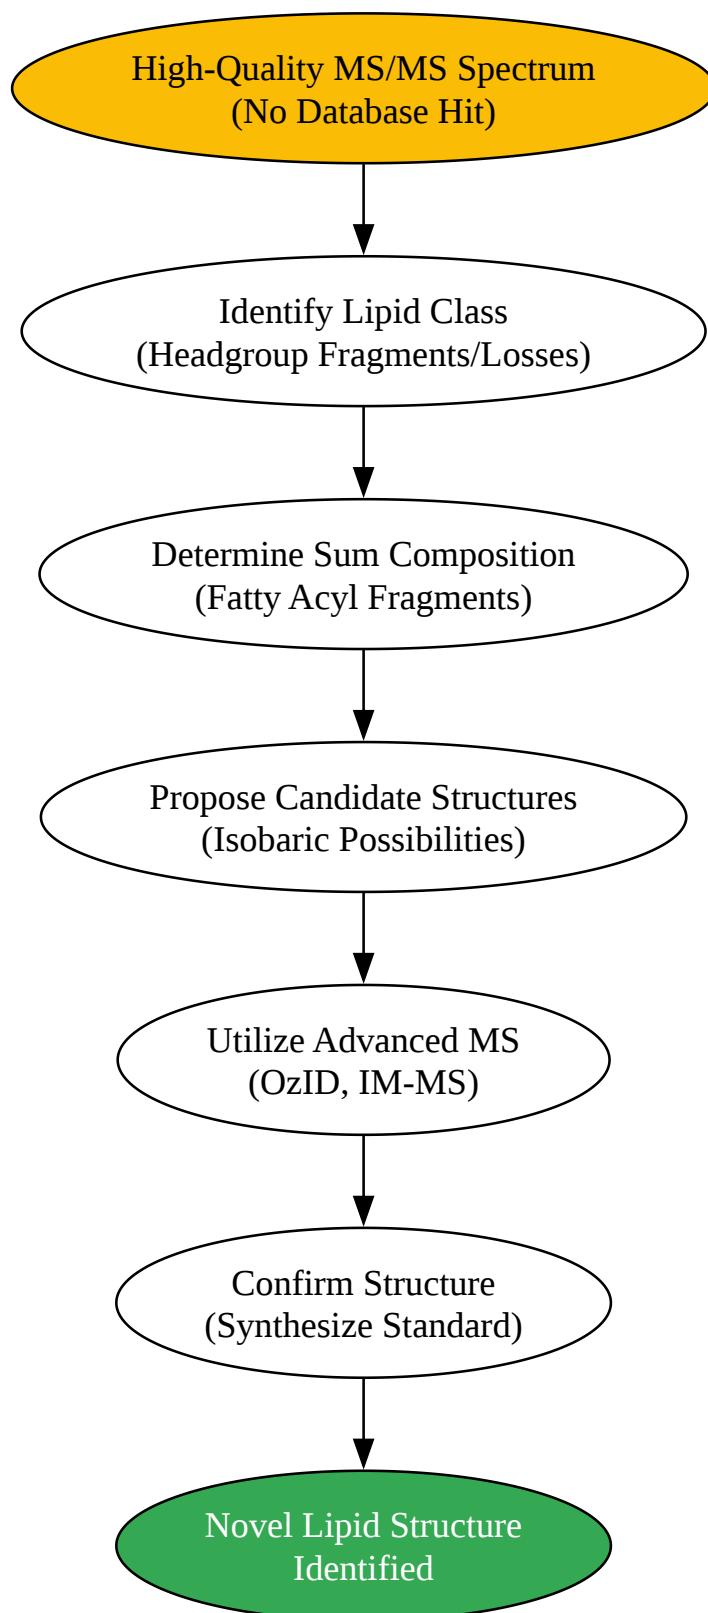 High-Quality MS/MS Spectrum
(No Database Hit)
Identify Lipid Class
(Headgroup Fragments/Losses)
Determine Sum Composition
(Fatty Acyl Fragments)
Propose Candidate Structures
(Isobaric Possibilities)
Utilize Advanced MS
(OzID, IM-MS)
Confirm Structure
(Synthesize Standard)
Novel Lipid Structure
Identified